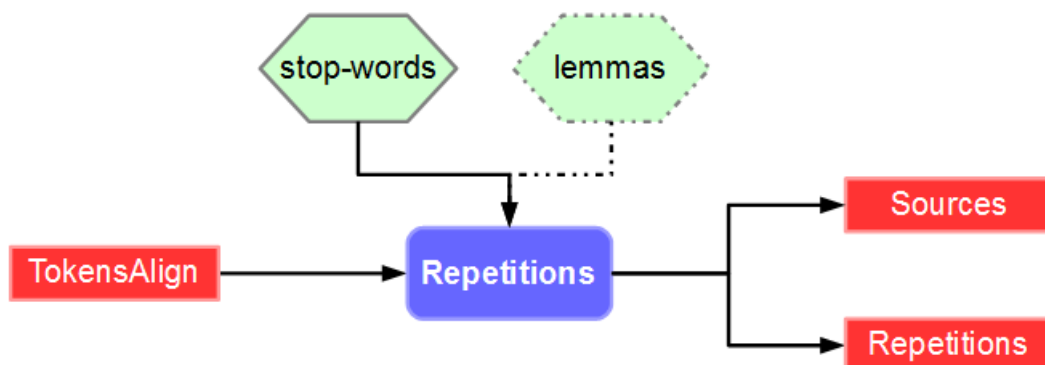 stop-words
lemmas
Sources
TokensAlign
Repetitions
Repetitions